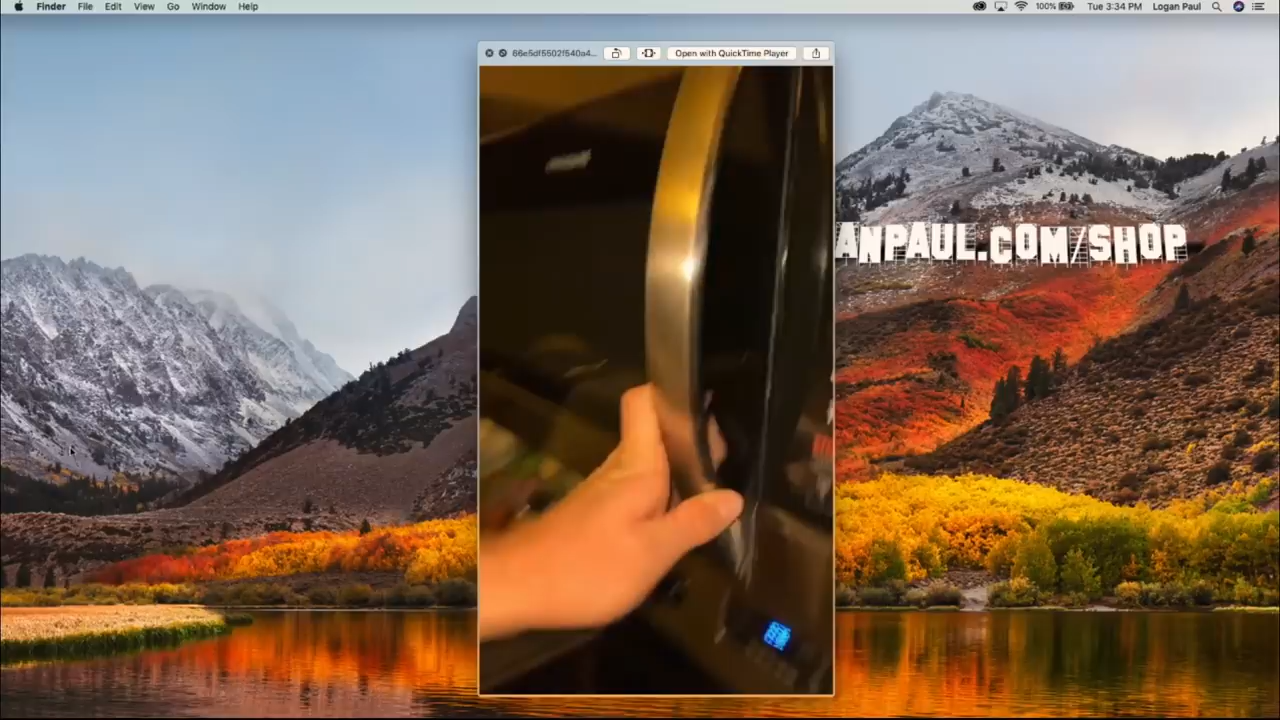 Finder File Edit View Go Window Help 100% Tue 3:34 PM Logan Paul
66e5df5502f540a4... Open with QuickTime Player
ANPAUL.COM/SHOP